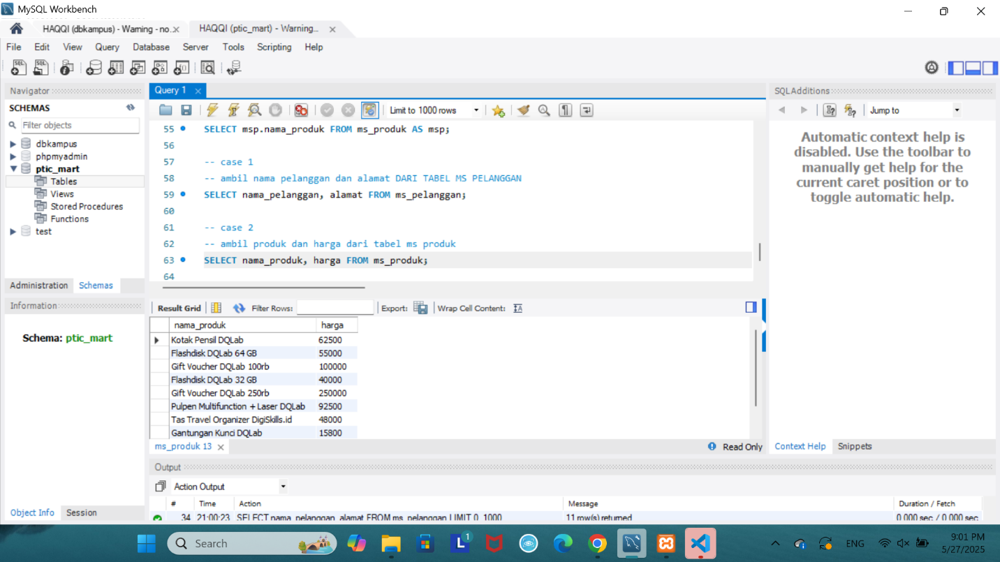 MySQL Workbench
HAQQI (dbkampus) - Warning - no...
HAQQI (ptic_mart) - Warning...
File Edit View Query Database Server Tools Scripting Help
Navigator
SCHEMAS
Filter objects
dbkampus
phpmyadmin
ptic_mart
Tables
Views
Stored Procedures
Functions
test
Administration Schemas
Information
Schema: ptic_mart
Object Info Session
Query 1
Limit to 1000 rows
55 SELECT msp.nama_produk FROM ms_produk AS msp;
56
57 -- case 1
58 -- ambil nama pelanggan dan alamat DARI TABEL MS PELANGGAN
59 SELECT nama_pelanggan, alamat FROM ms_pelanggan;
60
61 -- case 2
62 -- ambil produk dan harga dari tabel ms produk
63 SELECT nama_produk, harga FROM ms_produk;
64
Result Grid Filter Rows: Export: Wrap Cell Content:
nama_produk harga
Kotak Pensil DQLab 62500
Flashdisk DQLab 64 GB 55000
Gift Voucher DQLab 100rb 100000
Flashdisk DQLab 32 GB 40000
Gift Voucher DQLab 250rb 250000
Pulpen Multifunction + Laser DQLab 92500
Tas Travel Organizer DigiSkills.id 48000
Gantungan Kunci DQLab 15800
ms_produk 13
Read Only
SQLAdditions
Jump to
Automatic context help is
disabled. Use the toolbar to
manually get help for the
current caret position or to
toggle automatic help.
Context Help Snippets
Output
Action Output
# Time Action Message Duration / Fetch
34 21:00:23 SELECT nama_pelanggan, alamat FROM ms_pelanggan LIMIT 0, 1000 11 row(s) returned 0.000 sec / 0.000 sec
Search
L 1
ENG
9:01 PM
5/27/2025